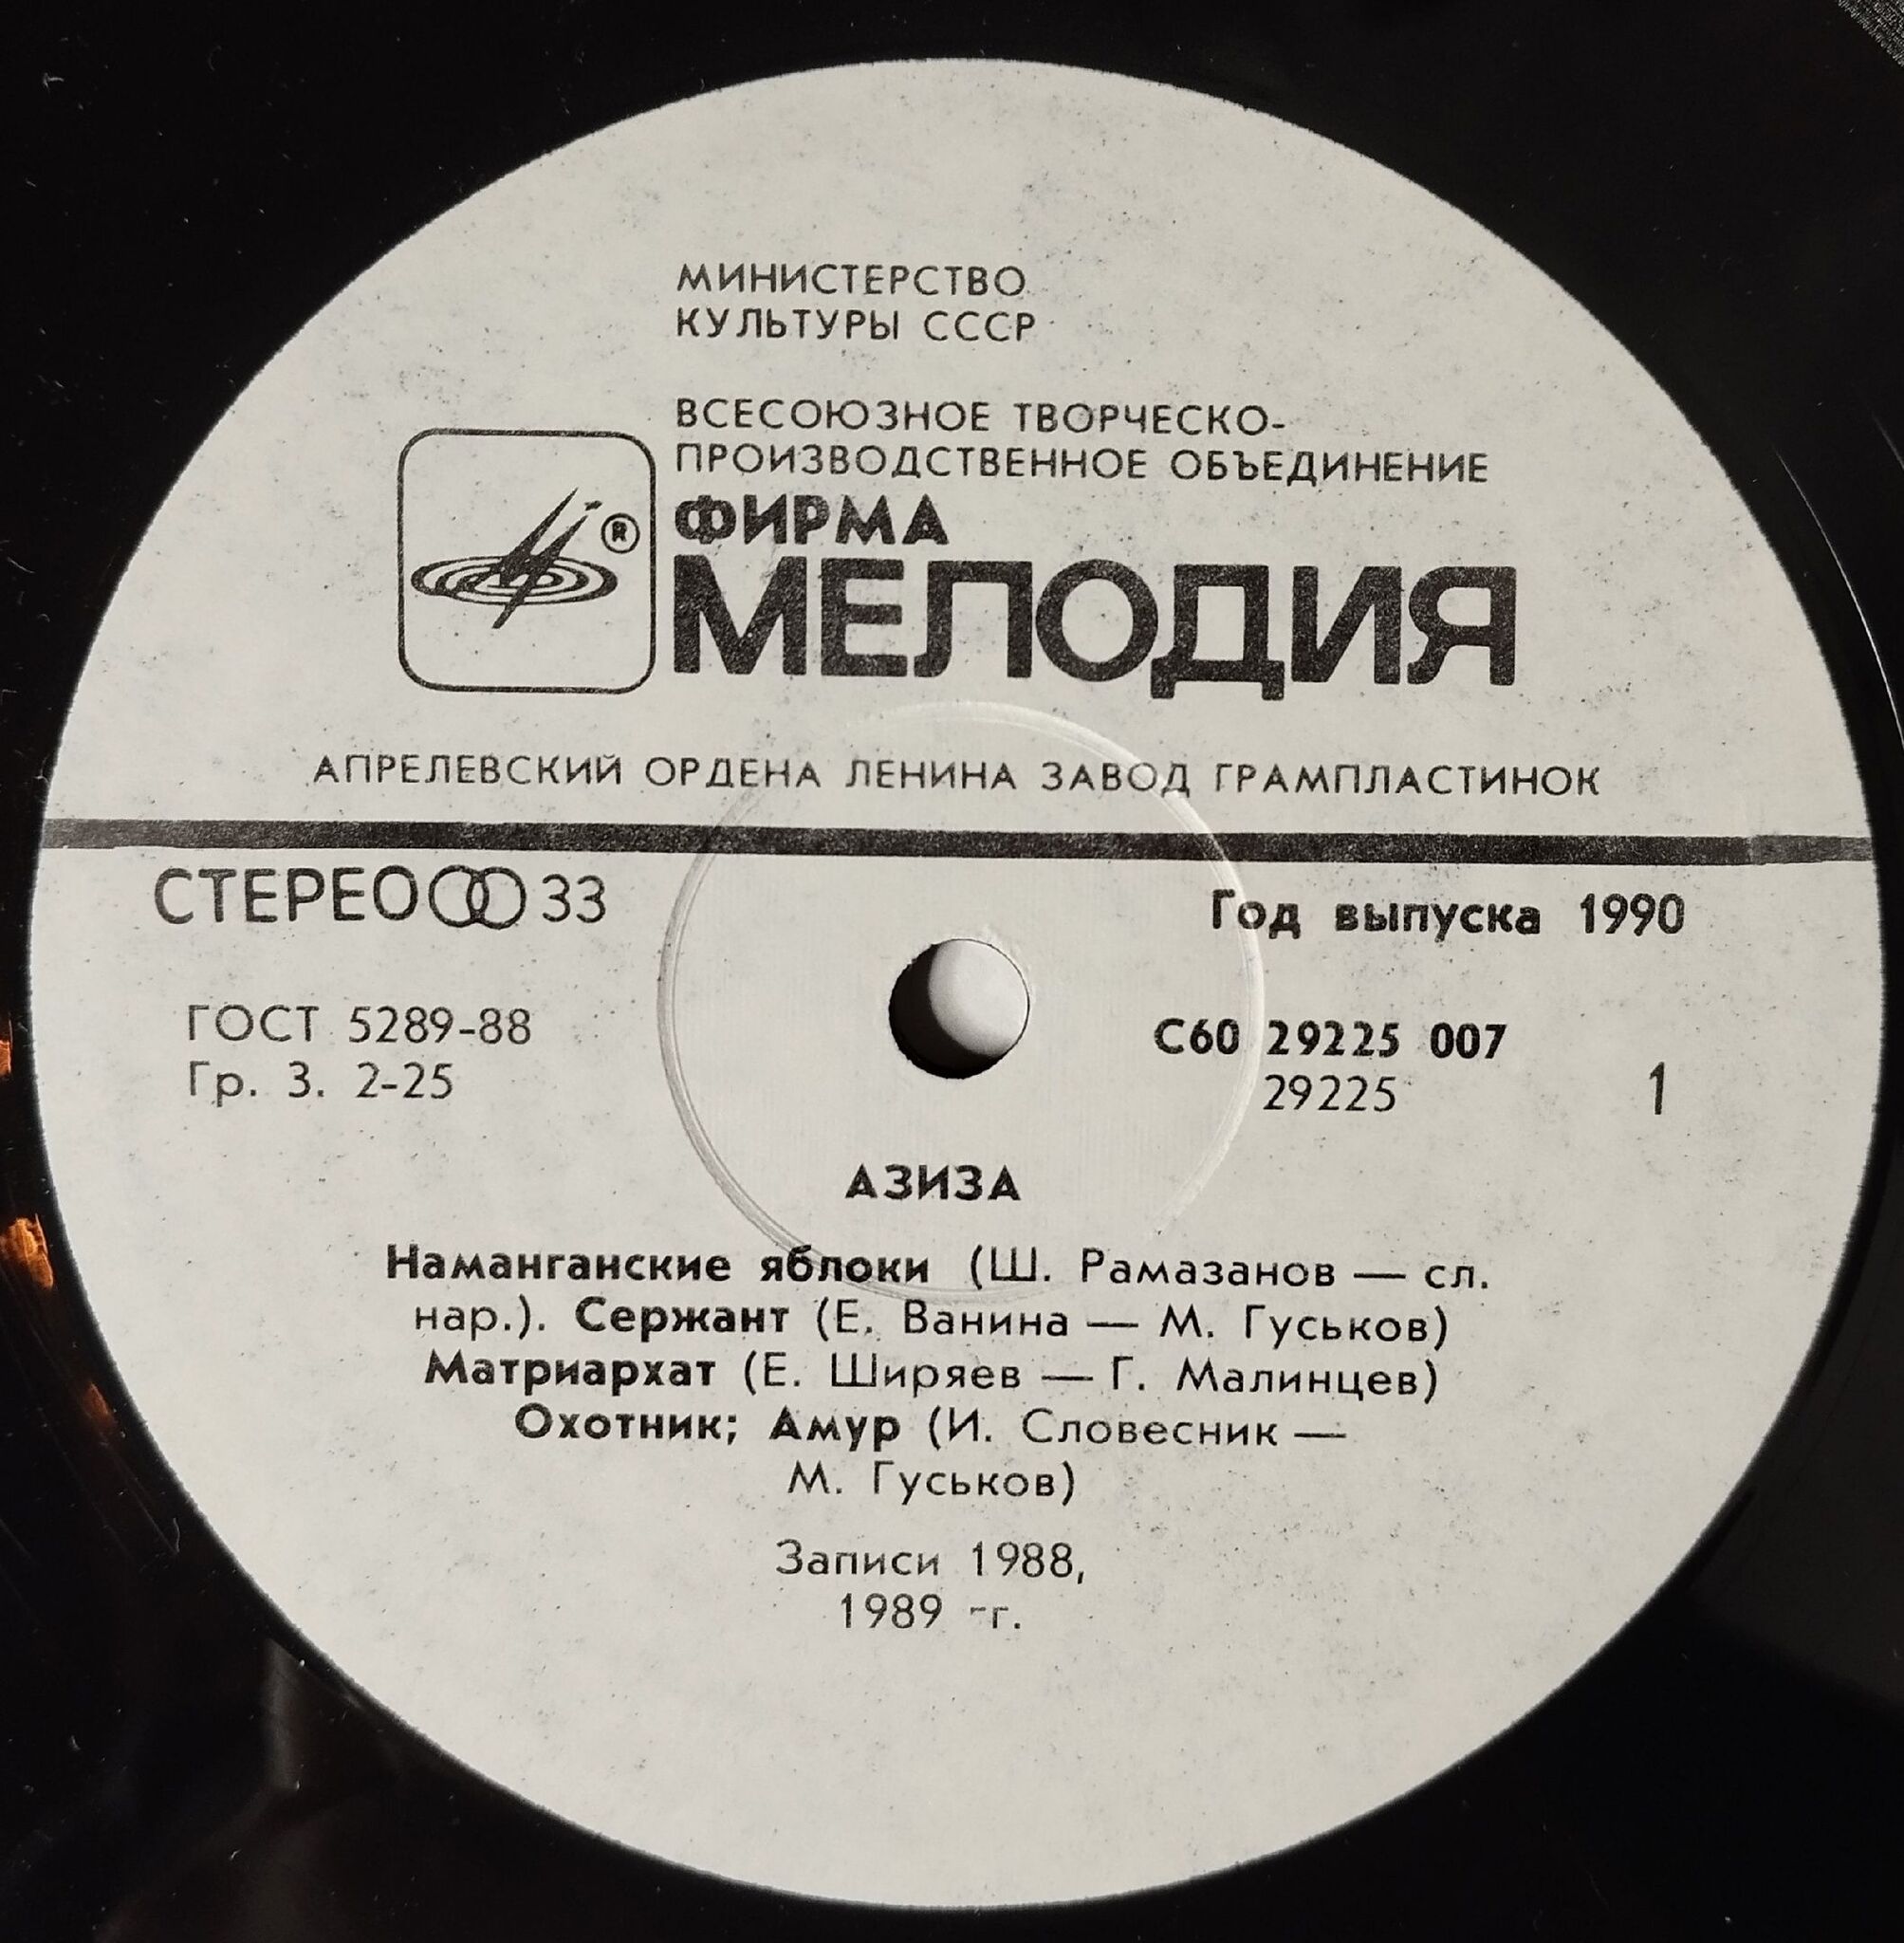 МИНИСТЕРСТВО
КУЛЬТУРЫ СССР
ВСЕСОЮЗНОЕ ТВОРЧЕСКО-
ПРОИЗВОДСТВЕННОЕ ОБЪЕДИНЕНИЕ
ФИРМА
®
МЕЛОДИЯ
АПРЕЛЕВСКИЙ ОРДЕНА ЛЕНИНА ЗАВОД ГРАМПЛАСТИНОК
СТЕРЕО 33
Год выпуска 1990
ГОСТ 5289-88
Гр. 3. 2-25
С60 29225 007
29225
1
АЗИЗА
Наманганские яблоки (Ш. Рамазанов — сл.
нар.). Сержант (Е. Ванина — М. Гуськов)
Матриархат (Е. Ширяев — Г. Малинцев)
Охотник; Амур (И. Словесник —
М. Гуськов)
Записи 1988,
1989 г.